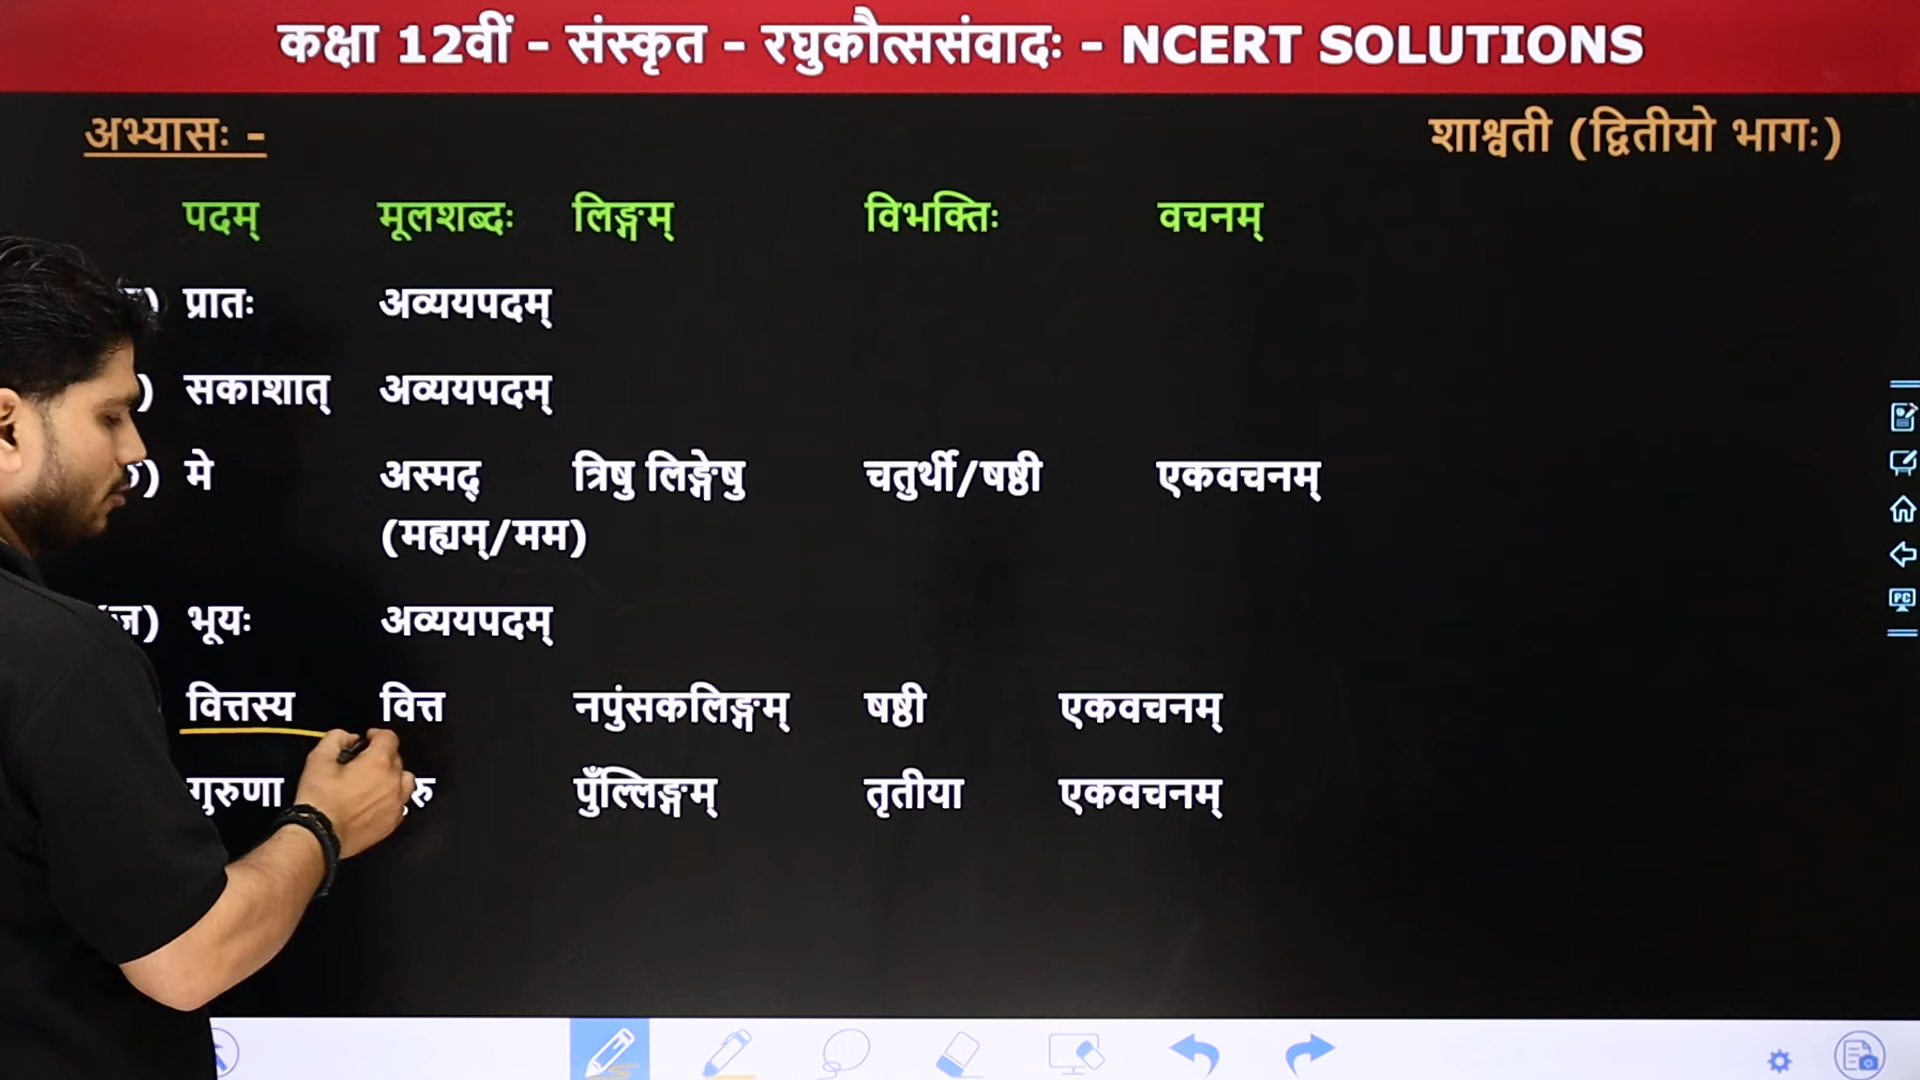 कक्षा 12वीं - संस्कृत - रघुकौत्ससंवादः - NCERT SOLUTIONS
अभ्यासः - शाश्वती (द्वितीयो भागः)
पदम् मूलशब्दः लिङ्गम् विभक्तिः वचनम्
प्रातः अव्ययपदम्
सकाशात् अव्ययपदम्
मे अस्मद् त्रिषु लिङ्गेषु चतुर्थी/षष्ठी एकवचनम्
(मह्यम्/मम)
(ज) भूयः अव्ययपदम्
वित्तस्य वित्त नपुंसकलिङ्गम् षष्ठी एकवचनम्
गुरुणा पुँल्लिङ्गम् तृतीया एकवचनम्
PC